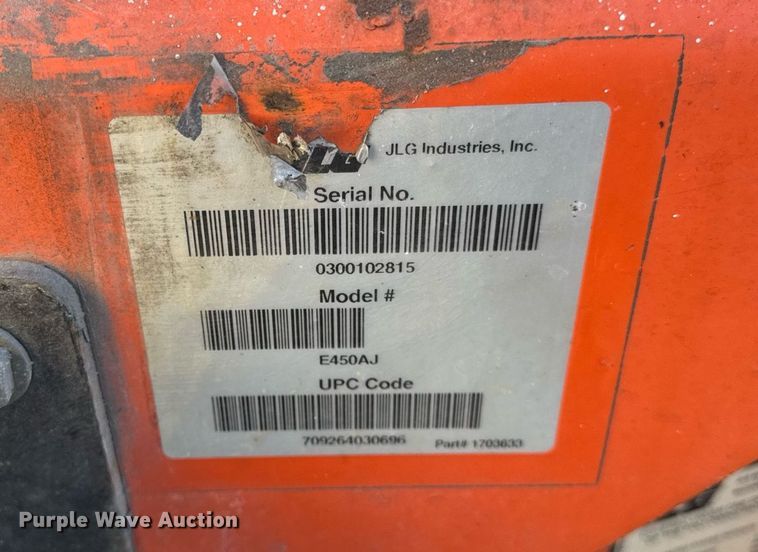 JLG Industries, Inc.
Serial No.
0300102815
Model #
E450AJ
UPC Code
709264030696 Part# 1703633
Purple Wave Auction